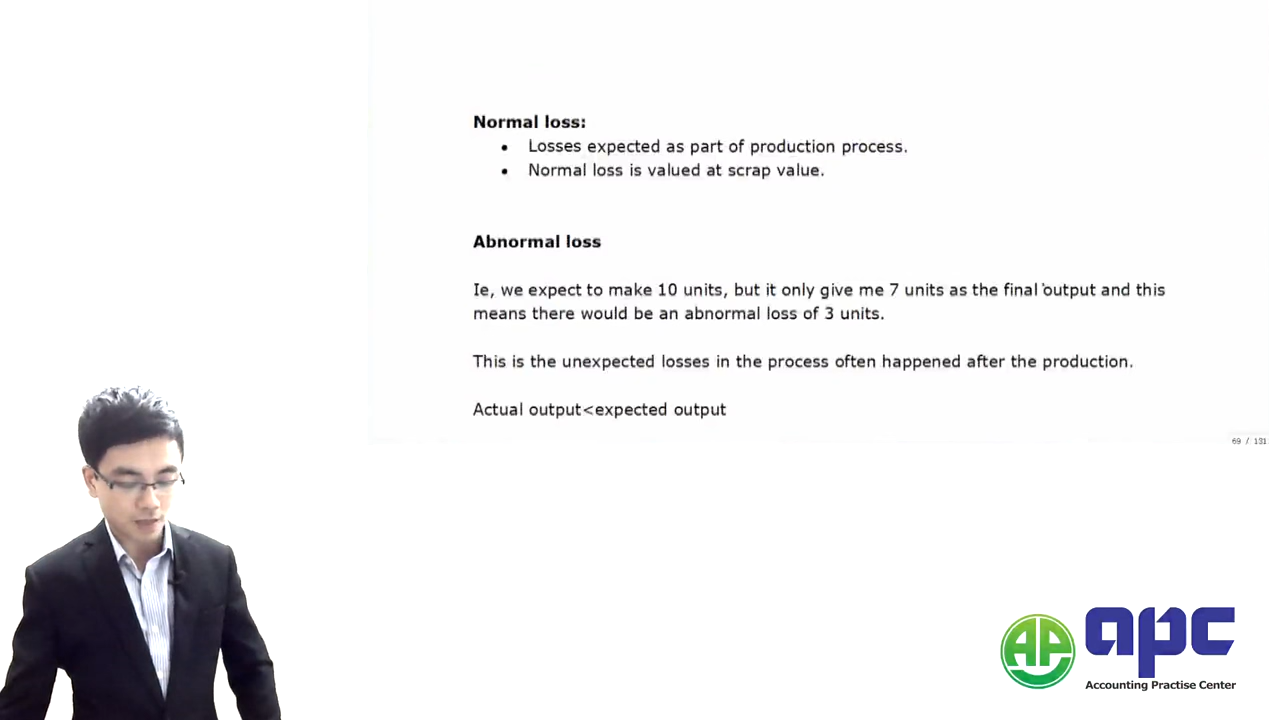 Normal loss:
• Losses expected as part of production process.
• Normal loss is valued at scrap value.
Abnormal loss
Ie, we expect to make 10 units, but it only give me 7 units as the final output and this
means there would be an abnormal loss of 3 units.
This is the unexpected losses in the process often happened after the production.
Actual output<expected output
69 / 131
AP
apc
Accounting Practise Center